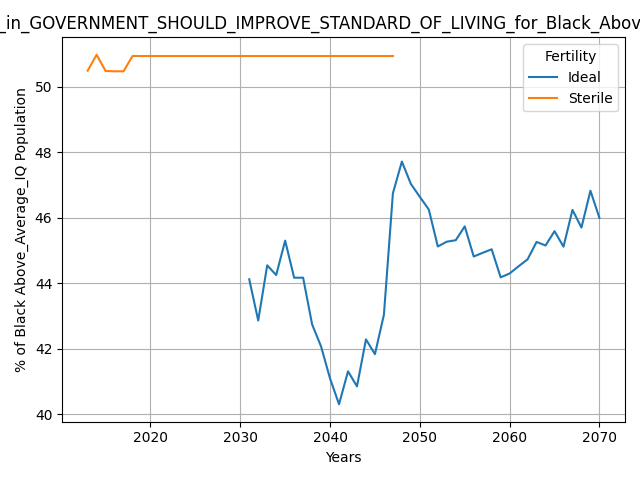 _in_GOVERNMENT_SHOULD_IMPROVE_STANDARD_OF_LIVING_for_Black_Abov
Fertility
Ideal
Sterile
% of Black Above_Average_IQ Population
50
48
46
44
42
40
2020 2030 2040 2050 2060 2070
Years